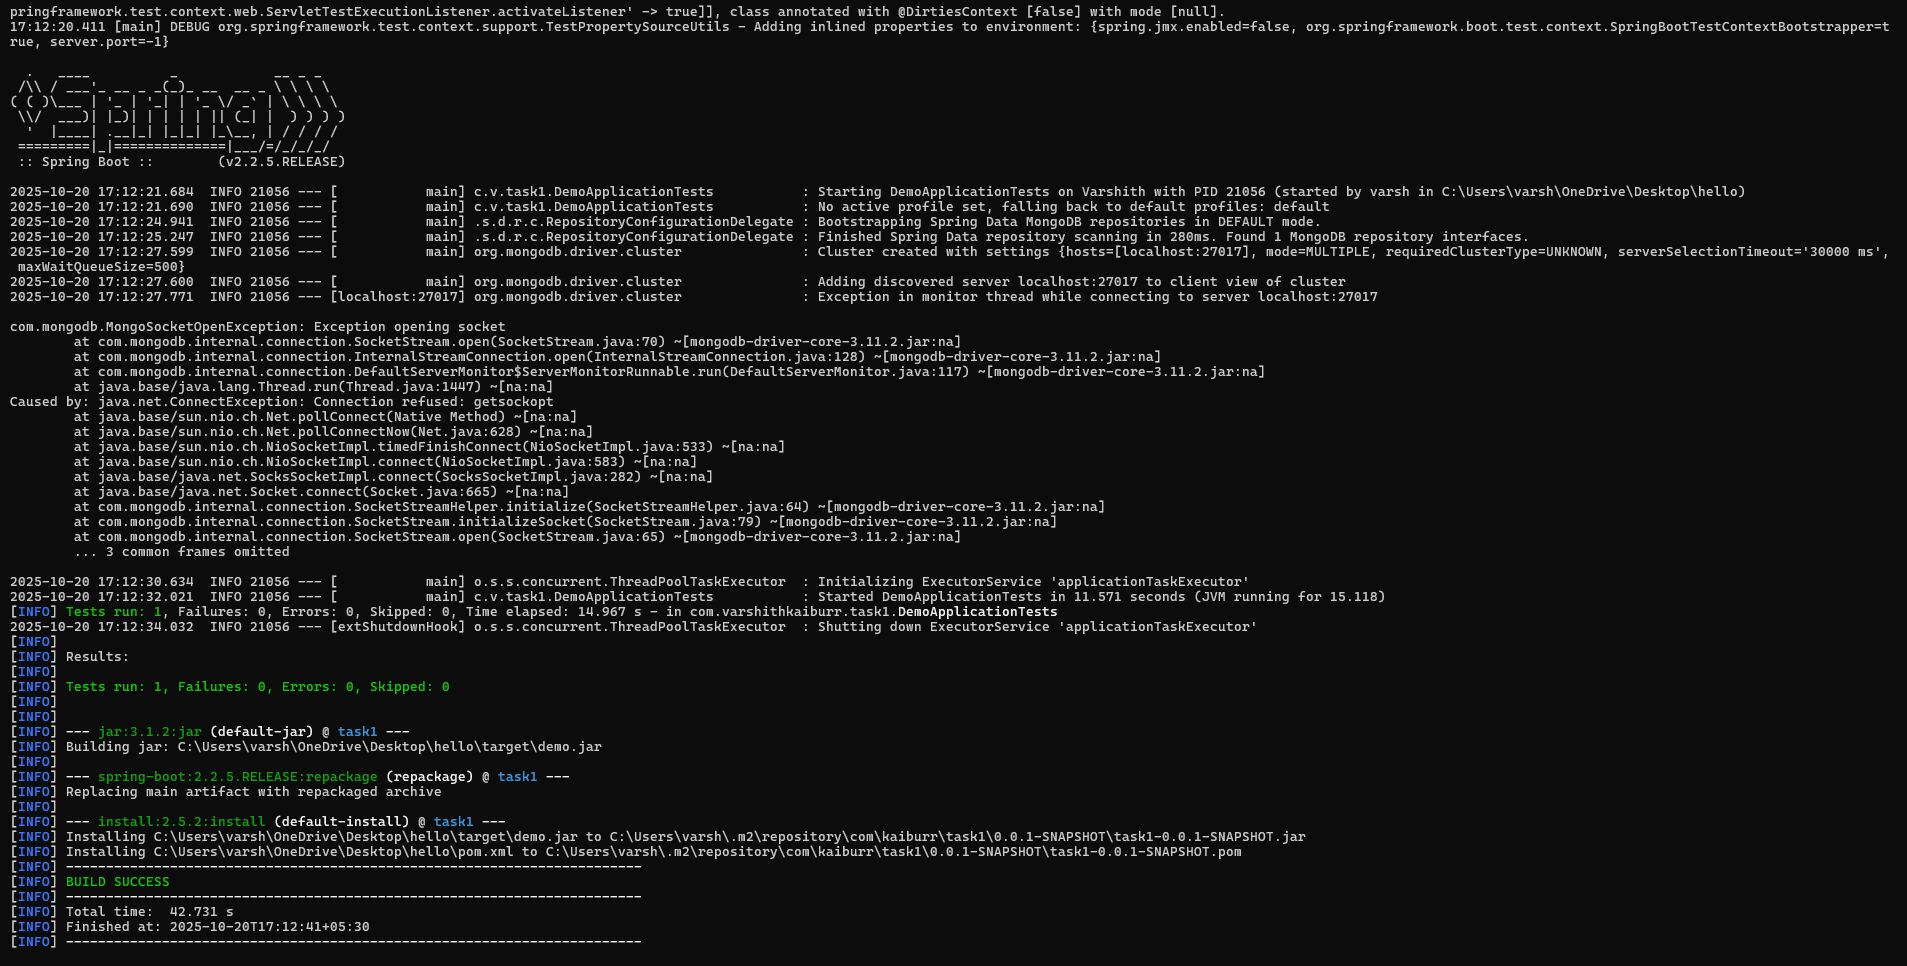 pringframework.test.context.web.ServletTestExecutionListener.activateListener' -> true]], class annotated with @DirtiesContext [false] with mode [null].
17:12:20.411 [main] DEBUG org.springframework.test.context.support.TestPropertySourceUtils - Adding inlined properties to environment: {spring.jmx.enabled=false, org.springframework.boot.test.context.SpringBootTestContextBootstrapper=t
rue, server.port=-1}

  .   ____          _            __ _ _
 /\\ / ___'_ __ _ _(_)_ __  __ _ \ \ \ \
( ( )\___ | '_ | '_| | '_ \/ _` | \ \ \ \
 \\/  ___)| |_)| | | | | || (_| |  ) ) ) )
  '  |____| .__|_| |_|_| |_\__, | / / / /
 =========|_|==============|___/=/_/_/_/
 :: Spring Boot ::        (v2.2.5.RELEASE)

2025-10-20 17:12:21.684  INFO 21056 --- [           main] c.v.task1.DemoApplicationTests           : Starting DemoApplicationTests on Varshith with PID 21056 (started by varsh in C:\Users\varsh\OneDrive\Desktop\hello)
2025-10-20 17:12:21.690  INFO 21056 --- [           main] c.v.task1.DemoApplicationTests           : No active profile set, falling back to default profiles: default
2025-10-20 17:12:24.941  INFO 21056 --- [           main] .s.d.r.c.RepositoryConfigurationDelegate : Bootstrapping Spring Data MongoDB repositories in DEFAULT mode.
2025-10-20 17:12:25.247  INFO 21056 --- [           main] .s.d.r.c.RepositoryConfigurationDelegate : Finished Spring Data repository scanning in 280ms. Found 1 MongoDB repository interfaces.
2025-10-20 17:12:27.599  INFO 21056 --- [           main] org.mongodb.driver.cluster               : Cluster created with settings {hosts=[localhost:27017], mode=MULTIPLE, requiredClusterType=UNKNOWN, serverSelectionTimeout='30000 ms',
 maxWaitQueueSize=500}
2025-10-20 17:12:27.600  INFO 21056 --- [           main] org.mongodb.driver.cluster               : Adding discovered server localhost:27017 to client view of cluster
2025-10-20 17:12:27.771  INFO 21056 --- [localhost:27017] org.mongodb.driver.cluster               : Exception in monitor thread while connecting to server localhost:27017

com.mongodb.MongoSocketOpenException: Exception opening socket
        at com.mongodb.internal.connection.SocketStream.open(SocketStream.java:70) ~[mongodb-driver-core-3.11.2.jar:na]
        at com.mongodb.internal.connection.InternalStreamConnection.open(InternalStreamConnection.java:128) ~[mongodb-driver-core-3.11.2.jar:na]
        at com.mongodb.internal.connection.DefaultServerMonitor$ServerMonitorRunnable.run(DefaultServerMonitor.java:117) ~[mongodb-driver-core-3.11.2.jar:na]
        at java.base/java.lang.Thread.run(Thread.java:1447) ~[na:na]
Caused by: java.net.ConnectException: Connection refused: getsockopt
        at java.base/sun.nio.ch.Net.pollConnect(Native Method) ~[na:na]
        at java.base/sun.nio.ch.Net.pollConnectNow(Net.java:628) ~[na:na]
        at java.base/sun.nio.ch.NioSocketImpl.timedFinishConnect(NioSocketImpl.java:533) ~[na:na]
        at java.base/sun.nio.ch.NioSocketImpl.connect(NioSocketImpl.java:583) ~[na:na]
        at java.base/java.net.SocksSocketImpl.connect(SocksSocketImpl.java:282) ~[na:na]
        at java.base/java.net.Socket.connect(Socket.java:665) ~[na:na]
        at com.mongodb.internal.connection.SocketStreamHelper.initialize(SocketStreamHelper.java:64) ~[mongodb-driver-core-3.11.2.jar:na]
        at com.mongodb.internal.connection.SocketStream.initializeSocket(SocketStream.java:79) ~[mongodb-driver-core-3.11.2.jar:na]
        at com.mongodb.internal.connection.SocketStream.open(SocketStream.java:65) ~[mongodb-driver-core-3.11.2.jar:na]
        ... 3 common frames omitted

2025-10-20 17:12:30.634  INFO 21056 --- [           main] o.s.s.concurrent.ThreadPoolTaskExecutor  : Initializing ExecutorService 'applicationTaskExecutor'
2025-10-20 17:12:32.021  INFO 21056 --- [           main] c.v.task1.DemoApplicationTests           : Started DemoApplicationTests in 11.571 seconds (JVM running for 15.118)
[INFO] Tests run: 1, Failures: 0, Errors: 0, Skipped: 0, Time elapsed: 14.967 s - in com.varshithkaiburr.task1.DemoApplicationTests
2025-10-20 17:12:34.032  INFO 21056 --- [extShutdownHook] o.s.s.concurrent.ThreadPoolTaskExecutor  : Shutting down ExecutorService 'applicationTaskExecutor'
[INFO]
[INFO] Results:
[INFO]
[INFO] Tests run: 1, Failures: 0, Errors: 0, Skipped: 0
[INFO]
[INFO]
[INFO] --- jar:3.1.2:jar (default-jar) @ task1 ---
[INFO] Building jar: C:\Users\varsh\OneDrive\Desktop\hello\target\demo.jar
[INFO]
[INFO] --- spring-boot:2.2.5.RELEASE:repackage (repackage) @ task1 ---
[INFO] Replacing main artifact with repackaged archive
[INFO]
[INFO] --- install:2.5.2:install (default-install) @ task1 ---
[INFO] Installing C:\Users\varsh\OneDrive\Desktop\hello\target\demo.jar to C:\Users\varsh\.m2\repository\com\kaiburr\task1\0.0.1-SNAPSHOT\task1-0.0.1-SNAPSHOT.jar
[INFO] Installing C:\Users\varsh\OneDrive\Desktop\hello\pom.xml to C:\Users\varsh\.m2\repository\com\kaiburr\task1\0.0.1-SNAPSHOT\task1-0.0.1-SNAPSHOT.pom
[INFO] ------------------------------------------------------------------------
[INFO] BUILD SUCCESS
[INFO] ------------------------------------------------------------------------
[INFO] Total time:  42.731 s
[INFO] Finished at: 2025-10-20T17:12:41+05:30
[INFO] ------------------------------------------------------------------------